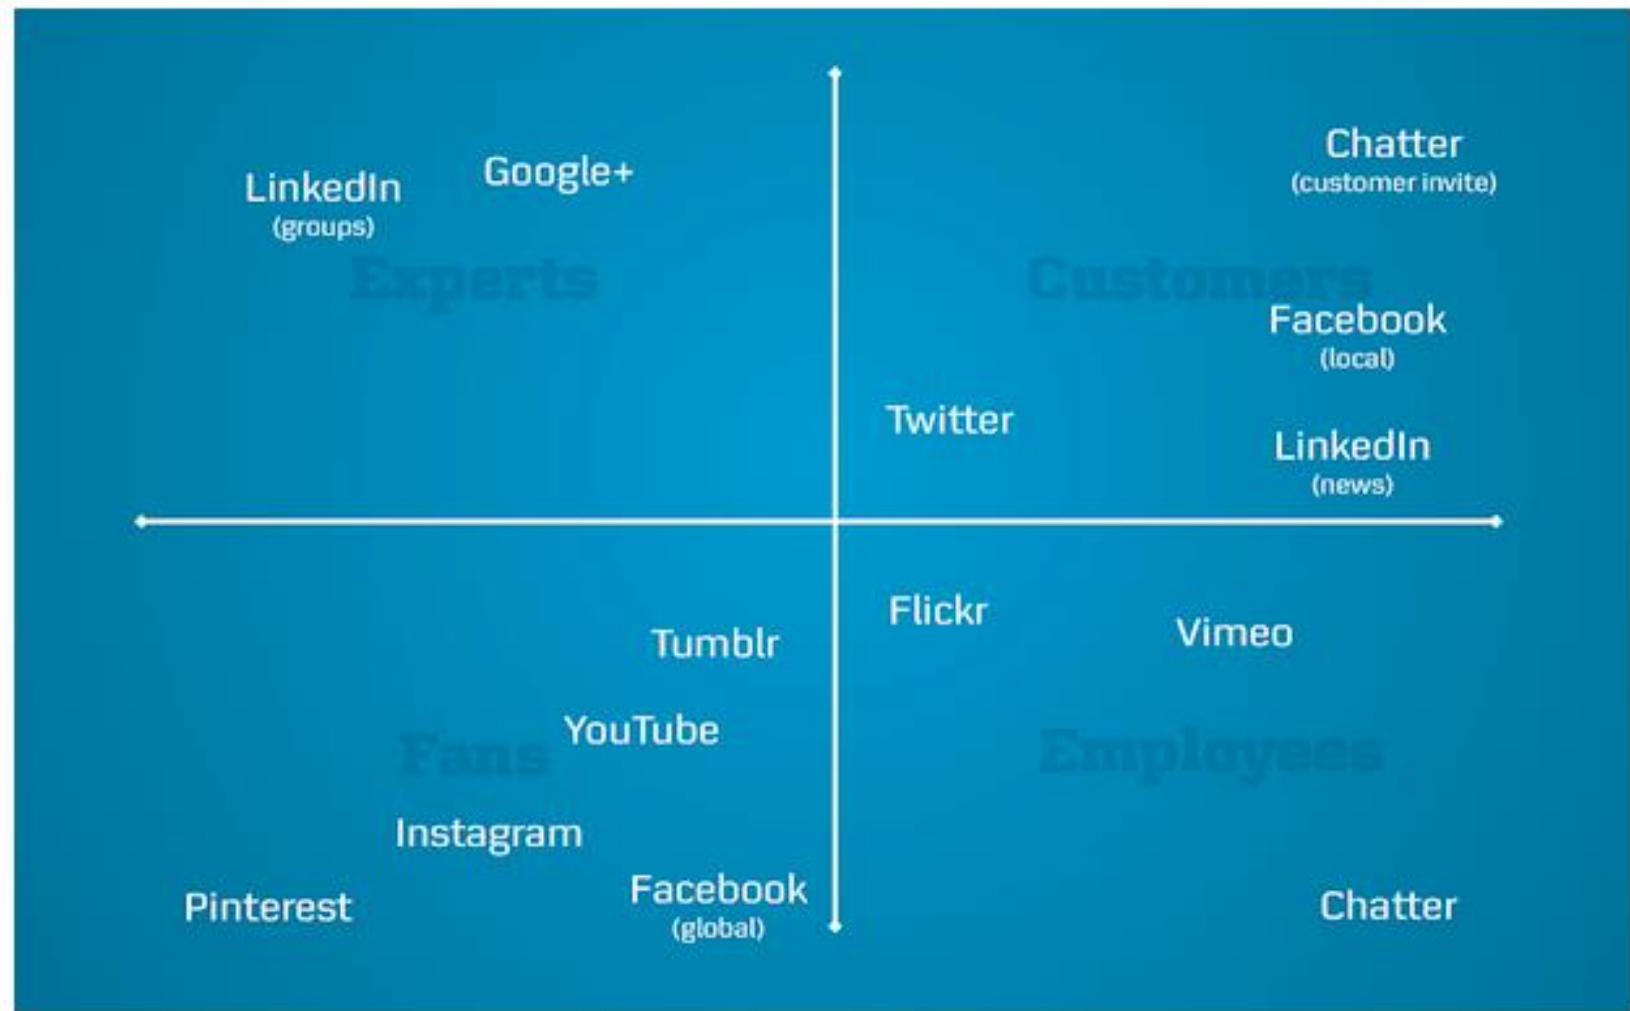 LinkedIn
(groups)
Google+
Experts
Chatter
(customer invite)
Customers
Facebook
(local)
Twitter
LinkedIn
(news)
Tumblr
YouTube
Fans
Instagram
Facebook
(global)
Pinterest
Flickr
Vimeo
Employees
Chatter